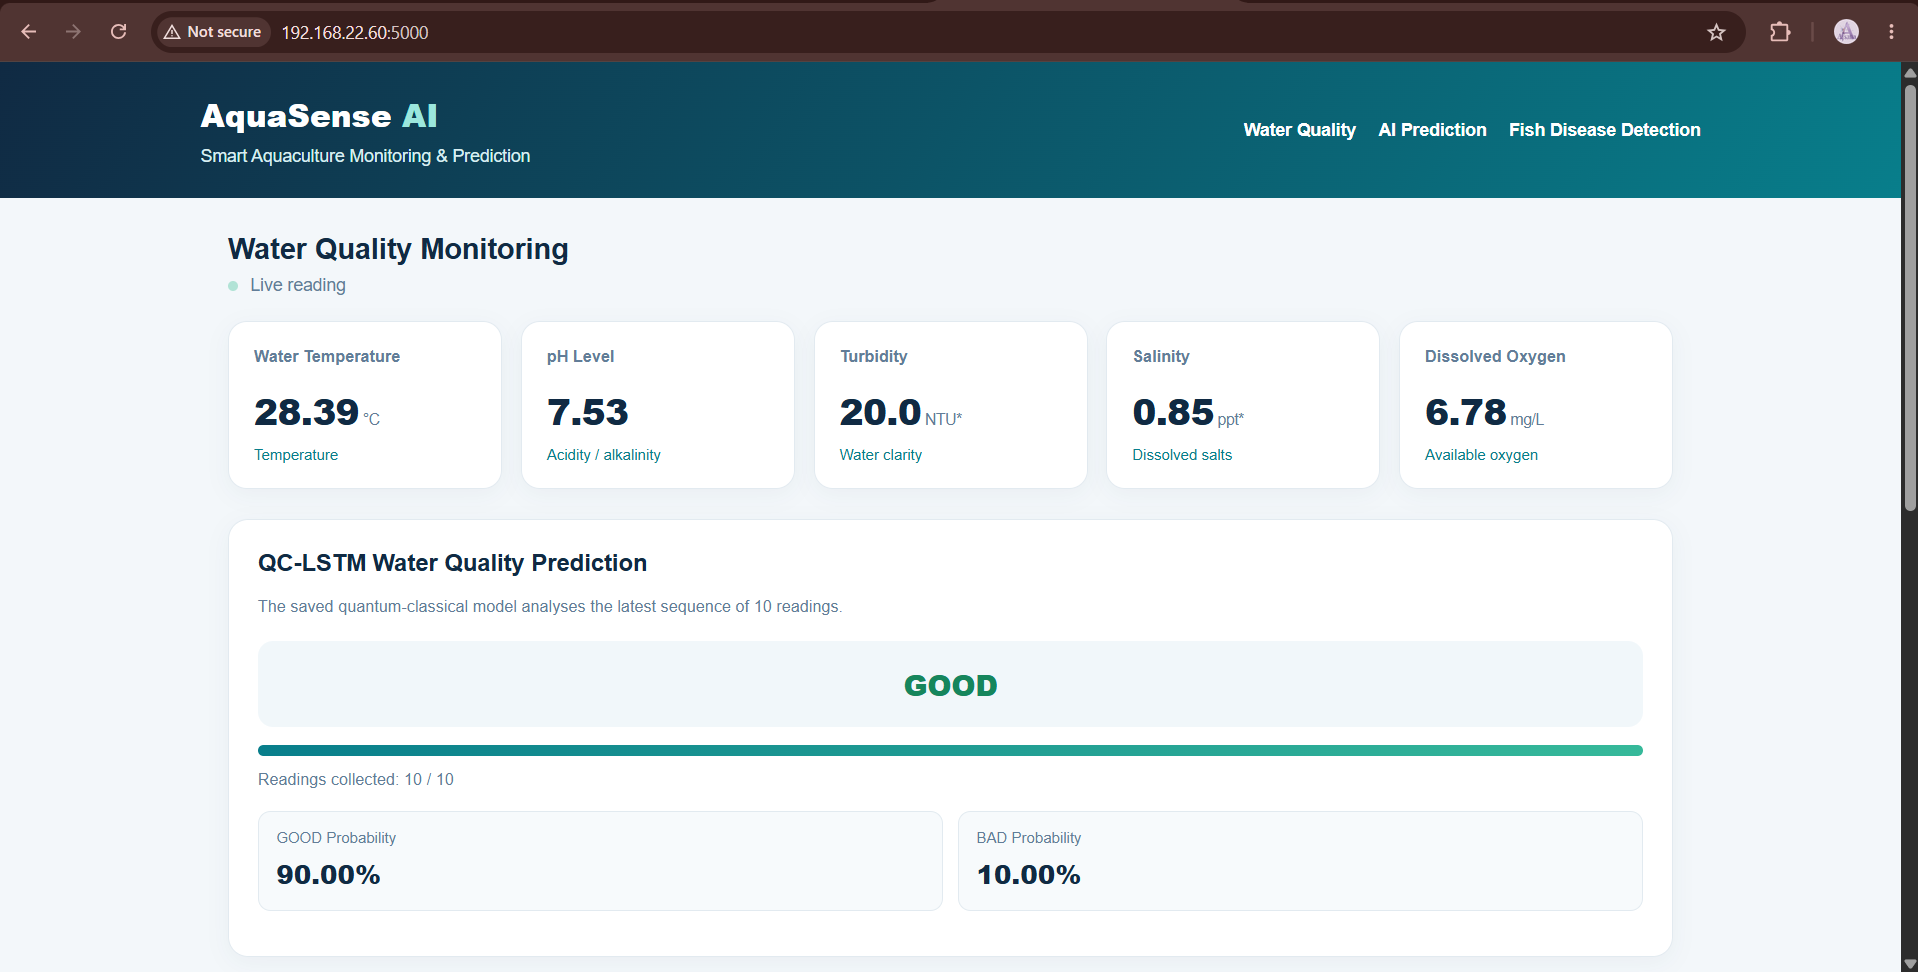 Not secure
192.168.22.60:5000
AquaSense AI
Smart Aquaculture Monitoring & Prediction
Water Quality
AI Prediction
Fish Disease Detection
Water Quality Monitoring
Live reading
Water Temperature
28.39 °C
Temperature
pH Level
7.53
Acidity / alkalinity
Turbidity
20.0 NTU*
Water clarity
Salinity
0.85 ppt*
Dissolved salts
Dissolved Oxygen
6.78 mg/L
Available oxygen
QC-LSTM Water Quality Prediction
The saved quantum-classical model analyses the latest sequence of 10 readings.
GOOD
Readings collected: 10 / 10
GOOD Probability
90.00%
BAD Probability
10.00%